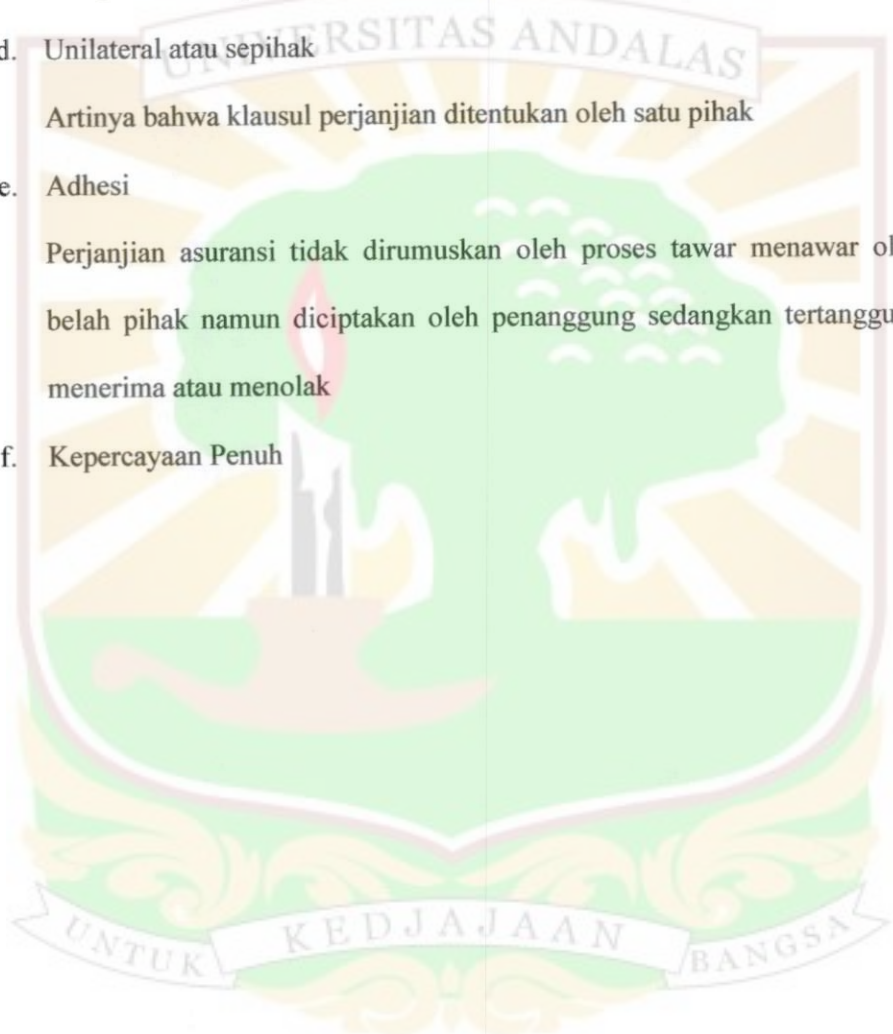 UNIVERSITAS ANDALAS
d. Unilateral atau sepihak
Artinya bahwa klausul perjanjian ditentukan oleh satu pihak
e. Adhesi
Perjanjian asuransi tidak dirumuskan oleh proses tawar menawar ol
belah pihak namun diciptakan oleh penanggung sedangkan tertanggu
menerima atau menolak
f. Kepercayaan Penuh
UNTUK KEDJAJAAN BANGSA